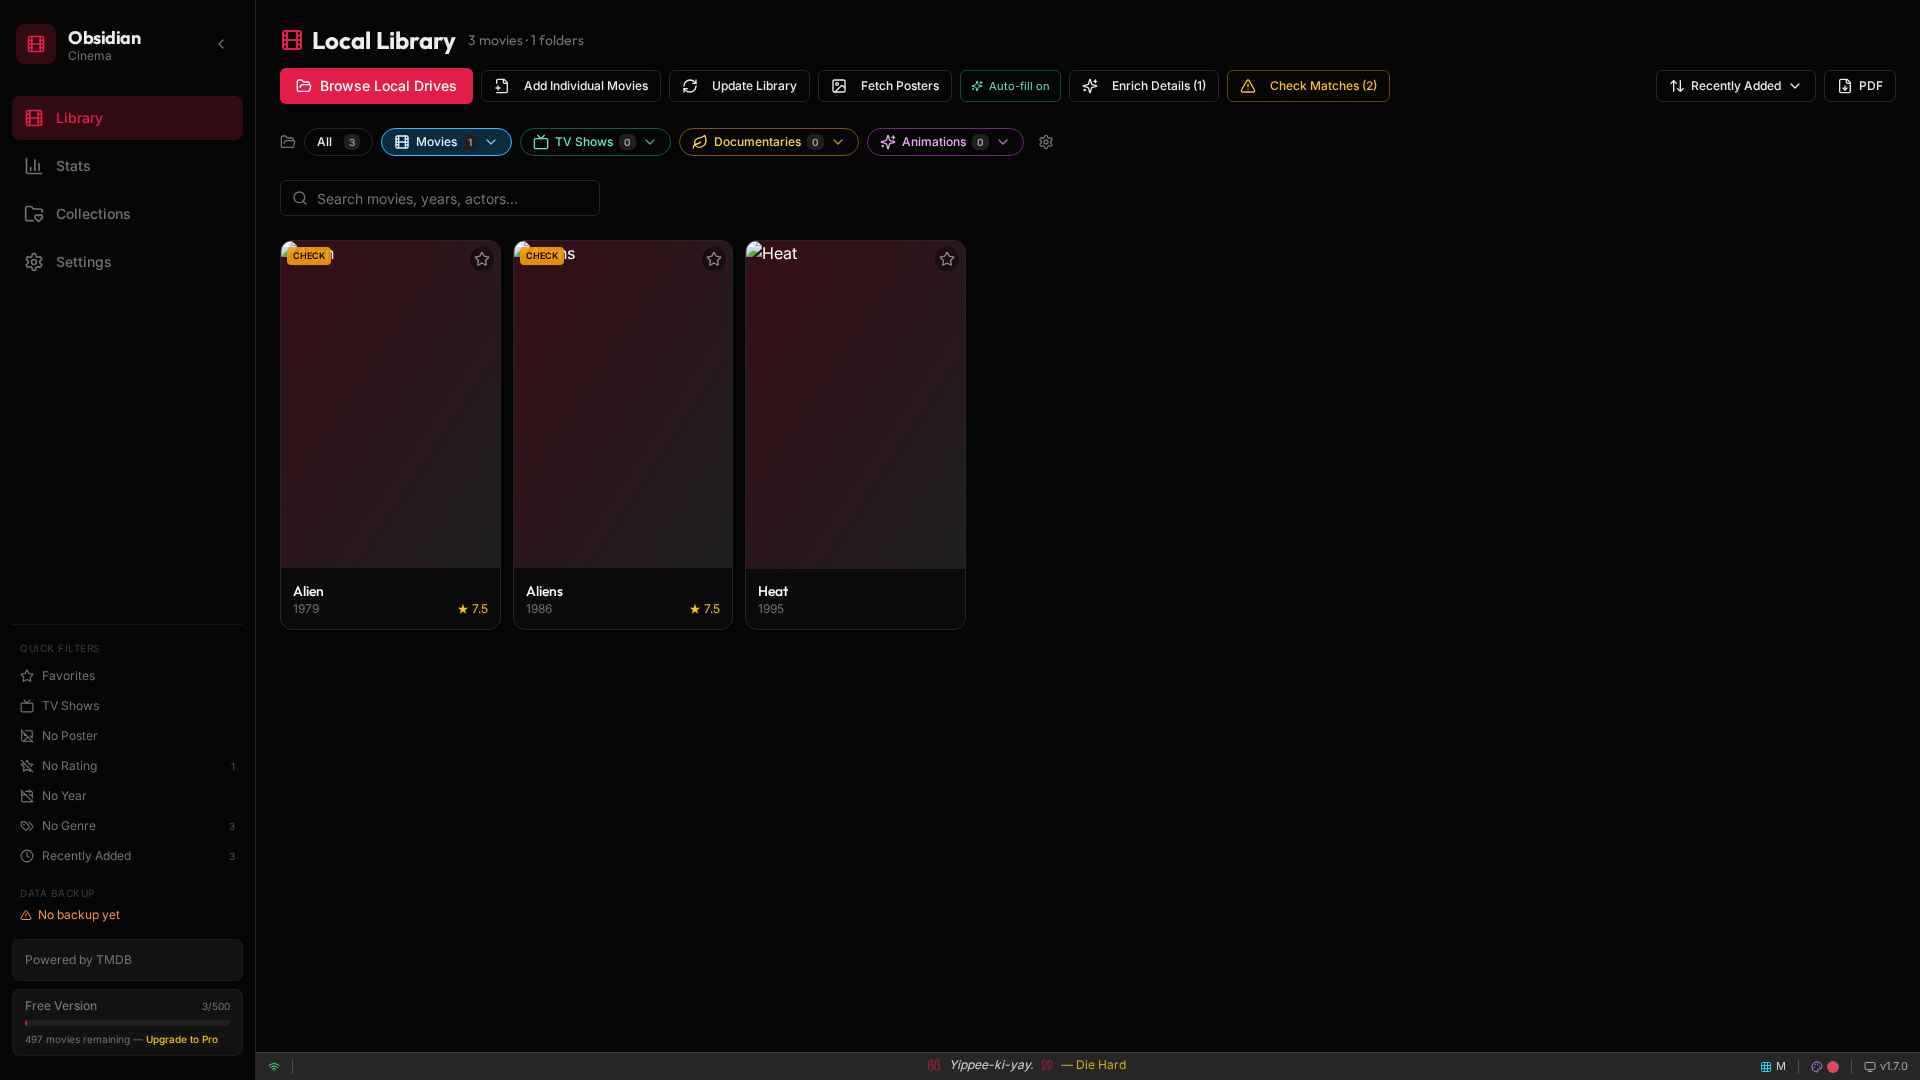 Obsidian
Cinema
Library
Stats
Collections
Settings
QUICK FILTERS
Favorites
TV Shows
No Poster
No Rating 1
No Year
No Genre 3
Recently Added 3
DATA BACKUP
No backup yet
Powered by TMDB
Free Version 3/500
497 movies remaining — Upgrade to Pro
Local Library 3 movies · 1 folders
Browse Local Drives Add Individual Movies Update Library Fetch Posters Auto-fill on Enrich Details (1) Check Matches (2) Recently Added PDF
All 3 Movies 1 TV Shows 0 Documentaries 0 Animations 0
Search movies, years, actors...
CHECK CHECK Heat
Alien
1979 ★ 7.5
Aliens
1986 ★ 7.5
Heat
1995
Yippee-ki-yay. — Die Hard
M v1.7.0